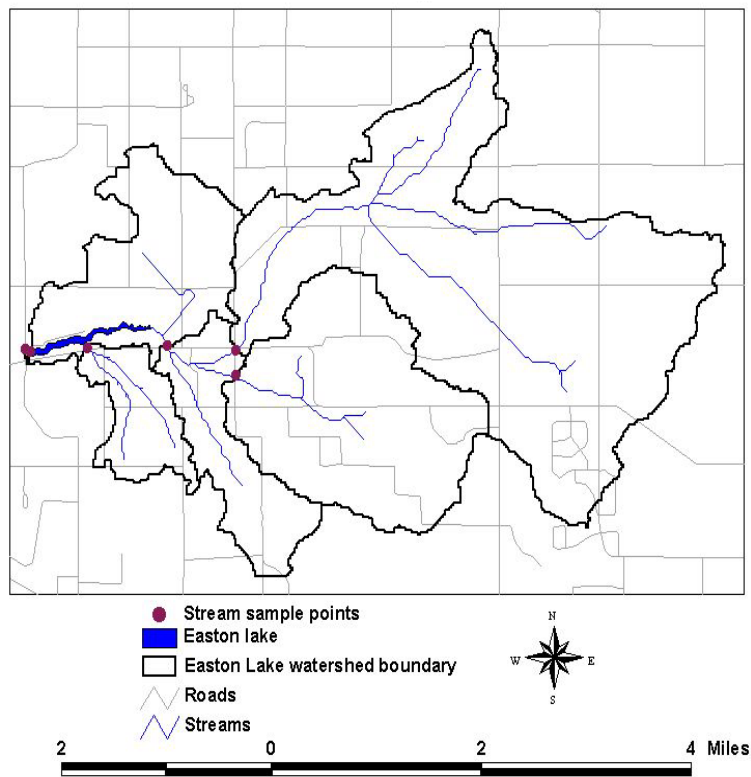 Stream sample points
Easton lake
Easton Lake watershed boundary
Roads
Streams
N
W E
S
2 0 2 4 Miles